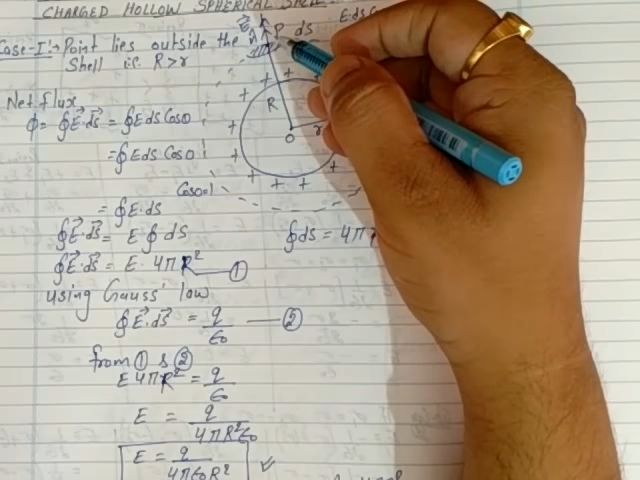 CHARGED HOLLOW SPHERICAL
Case-I:- Point lies outside the
Shell i.e. R>r
P ds
R
r
O
Net flux
ϕ = ∮E⃗·ds⃗ = ∮E ds Cos0
= ∮E ds Cos0
Cos0=1
= ∮E·ds
∮E⃗·ds⃗ = E ∮ds
∮ds = 4π
∮E⃗·ds⃗ = E· 4πR² — ①
using Gauss' law
∮E⃗·ds⃗ = q/ε₀ — ②
from ① & ②
E 4πR² = q/ε₀
E = q/4πR²ε₀
E = q/4πε₀R²